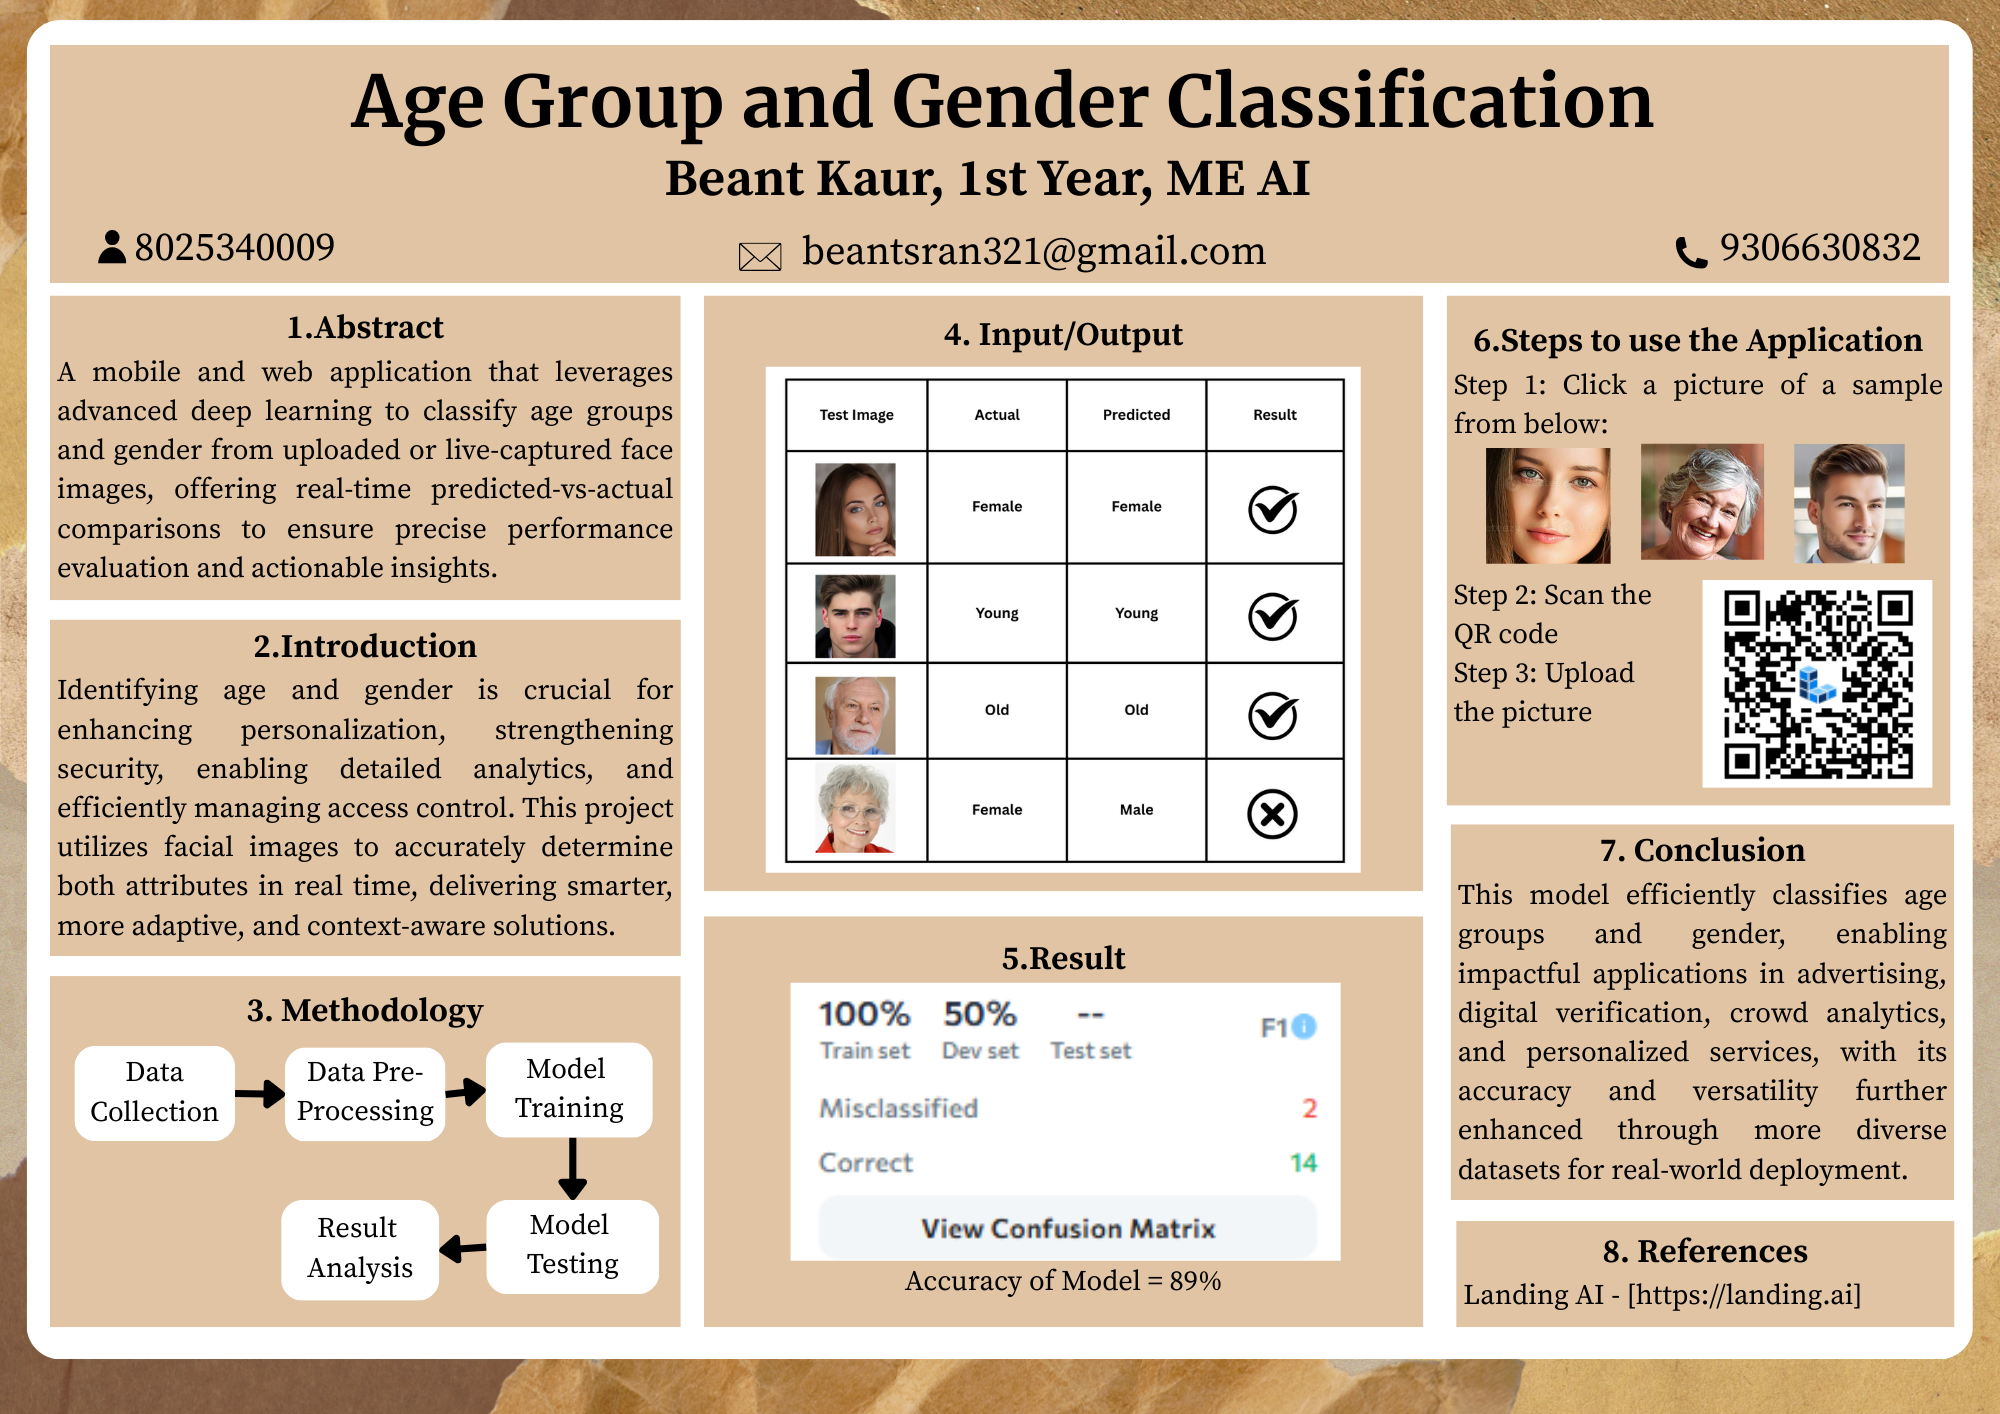 Age Group and Gender Classification
Beant Kaur, 1st Year, ME AI
8025340009
beantsran321@gmail.com
9306630832
1.Abstract
A mobile and web application that leverages
advanced deep learning to classify age groups
and gender from uploaded or live-captured face
images, offering real-time predicted-vs-actual
comparisons to ensure precise performance
evaluation and actionable insights.
2.Introduction
Identifying age and gender is crucial for
enhancing personalization, strengthening
security, enabling detailed analytics, and
efficiently managing access control. This project
utilizes facial images to accurately determine
both attributes in real time, delivering smarter,
more adaptive, and context-aware solutions.
3. Methodology
Data
Collection
Data Pre-
Processing
Model
Training
Model
Testing
Result
Analysis
4. Input/Output
Test Image Actual Predicted Result
Female Female
Young Young
Old Old
Female Male
5.Result
100% 50% -- F1
Train set Dev set Test set
Misclassified 2
Correct 14
View Confusion Matrix
Accuracy of Model = 89%
6.Steps to use the Application
Step 1: Click a picture of a sample
from below:
Step 2: Scan the
QR code
Step 3: Upload
the picture
7. Conclusion
This model efficiently classifies age
groups and gender, enabling
impactful applications in advertising,
digital verification, crowd analytics,
and personalized services, with its
accuracy and versatility further
enhanced through more diverse
datasets for real-world deployment.
8. References
Landing AI - [https://landing.ai]